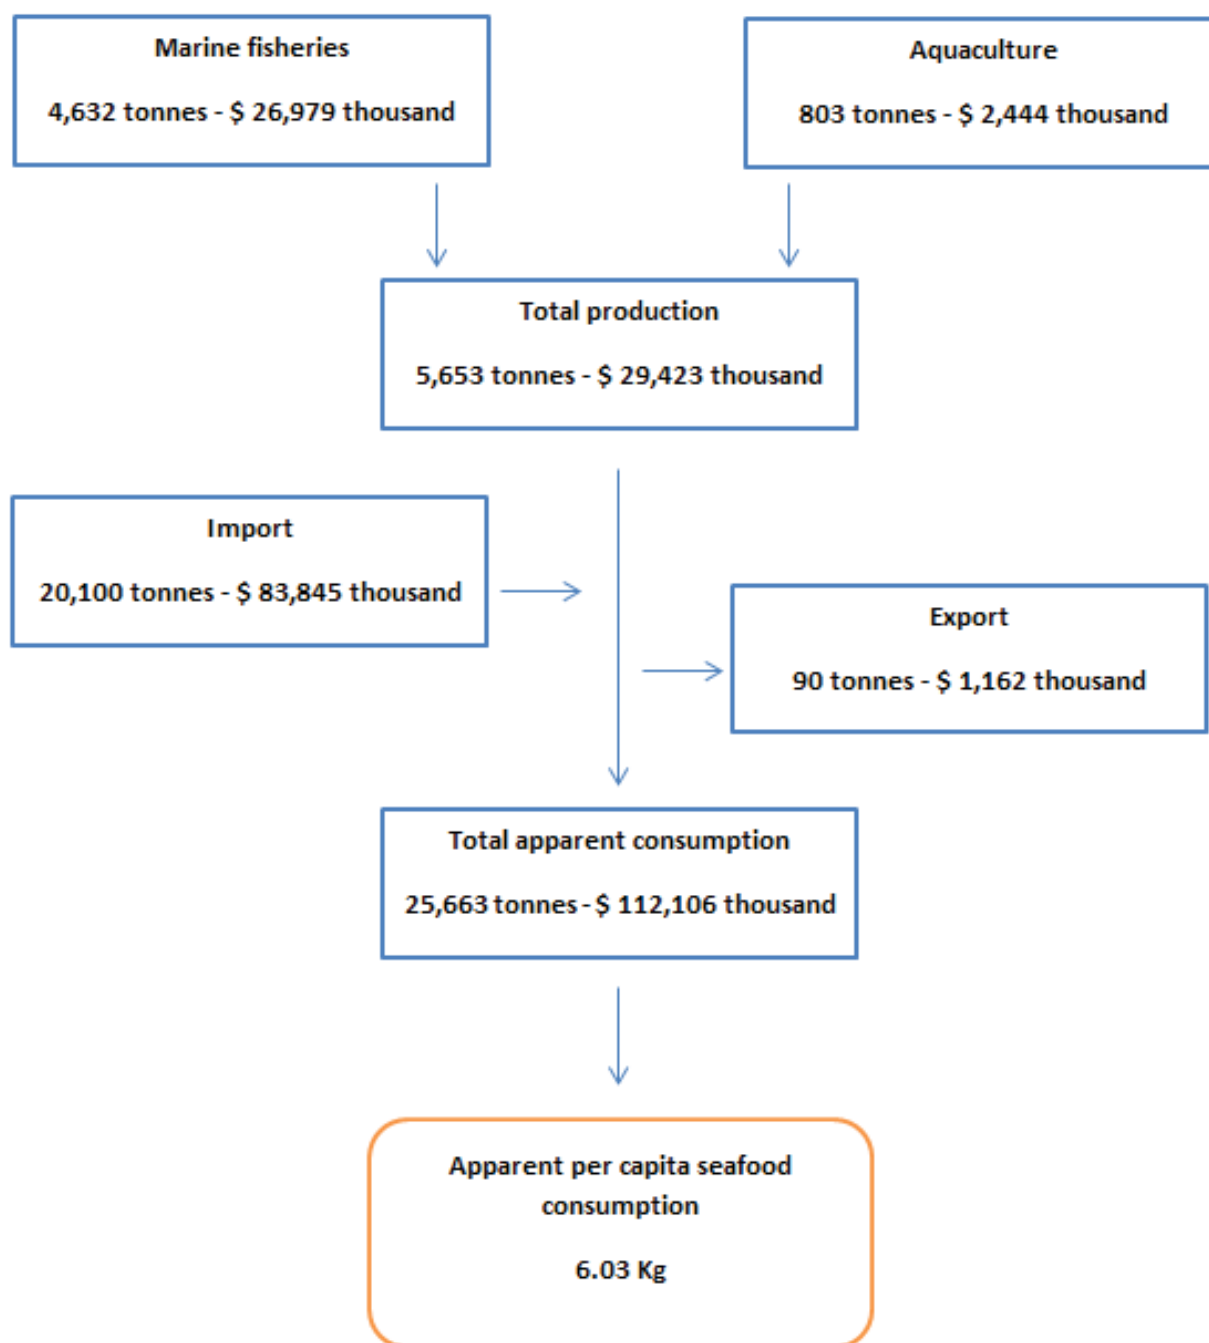 Marine fisheries
4,632 tonnes - $ 26,979 thousand
Aquaculture
803 tonnes - $ 2,444 thousand
Total production
5,653 tonnes - $ 29,423 thousand
Import
20,100 tonnes - $ 83,845 thousand
Export
90 tonnes - $ 1,162 thousand
Total apparent consumption
25,663 tonnes - $ 112,106 thousand
Apparent per capita seafood
consumption
6.03 Kg